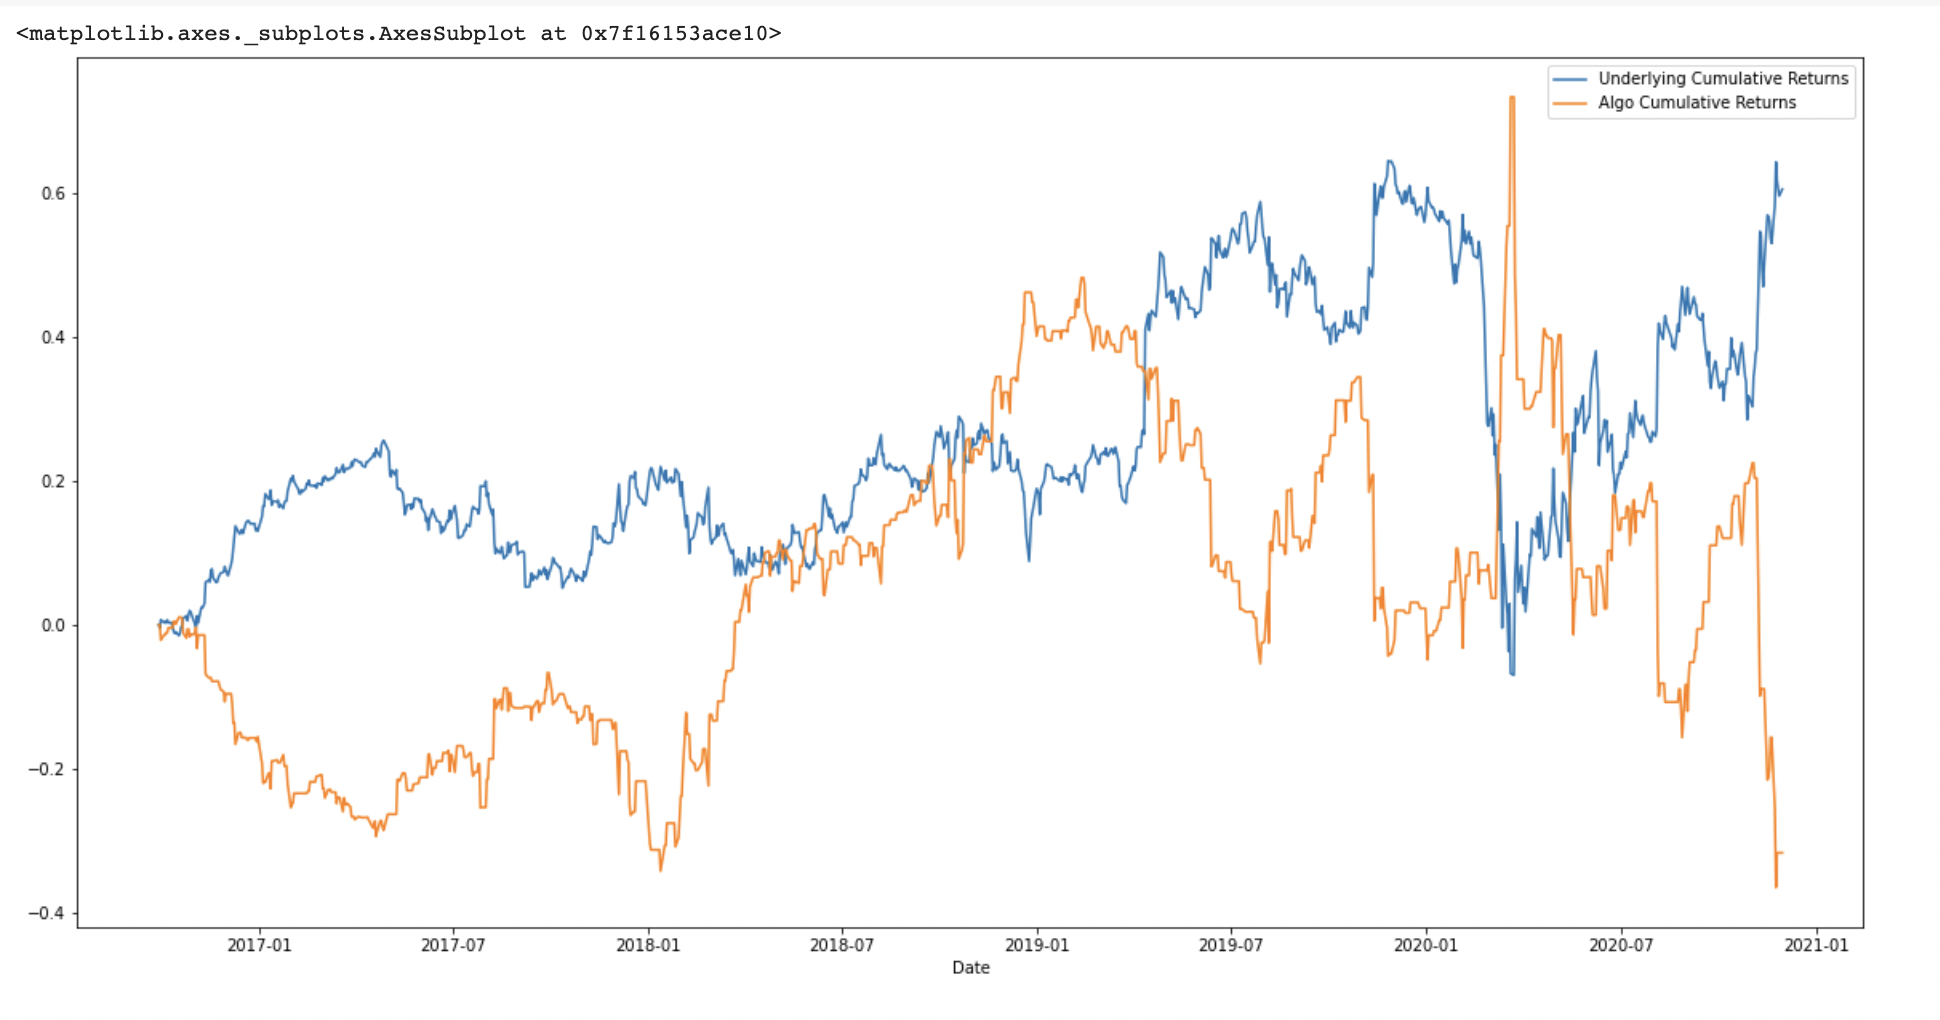 <matplotlib.axes._subplots.AxesSubplot at 0x7f16153ace10>
Underlying Cumulative Returns
Algo Cumulative Returns
0.6
0.4
0.2
0.0
−0.2
−0.4
2017-01 2017-07 2018-01 2018-07 2019-01 2019-07 2020-01 2020-07 2021-01
Date